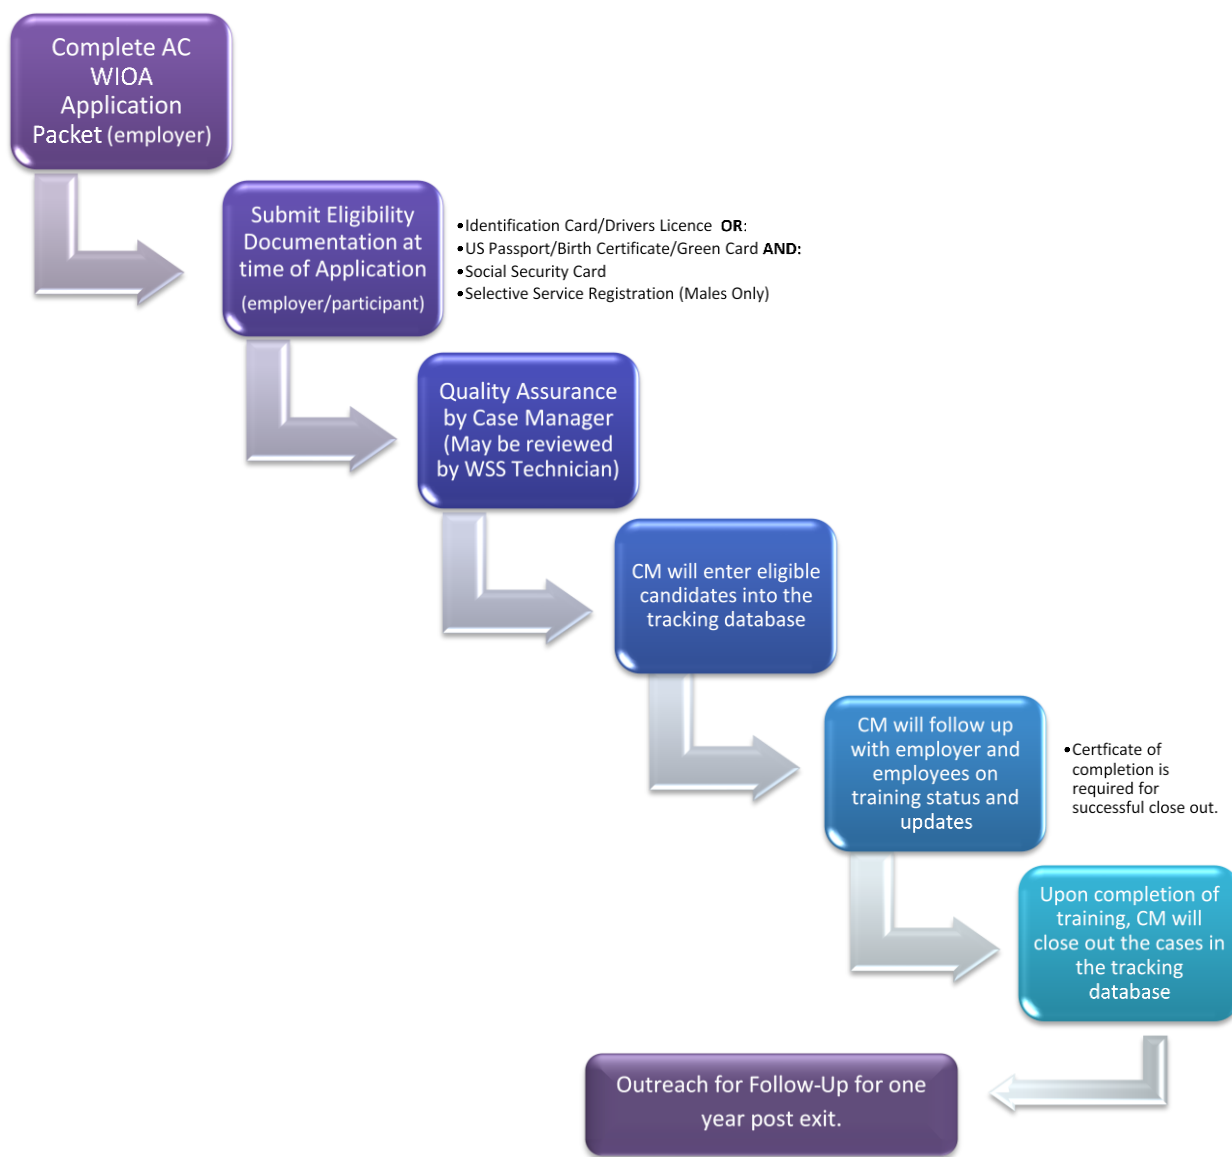 Complete AC
WIOA
Application
Packet (employer)
Submit Eligibility
Documentation at
time of Application
(employer/participant)
•Identification Card/Drivers Licence OR:
•US Passport/Birth Certificate/Green Card AND:
•Social Security Card
•Selective Service Registration (Males Only)
Quality Assurance
by Case Manager
(May be reviewed
by WSS Technician)
CM will enter eligible
candidates into the
tracking database
CM will follow up
with employer and
employees on
training status and
updates
•Certficate of
completion is
required for
successful close out.
Upon completion of
training, CM will
close out the cases in
the tracking
database
Outreach for Follow-Up for one
year post exit.